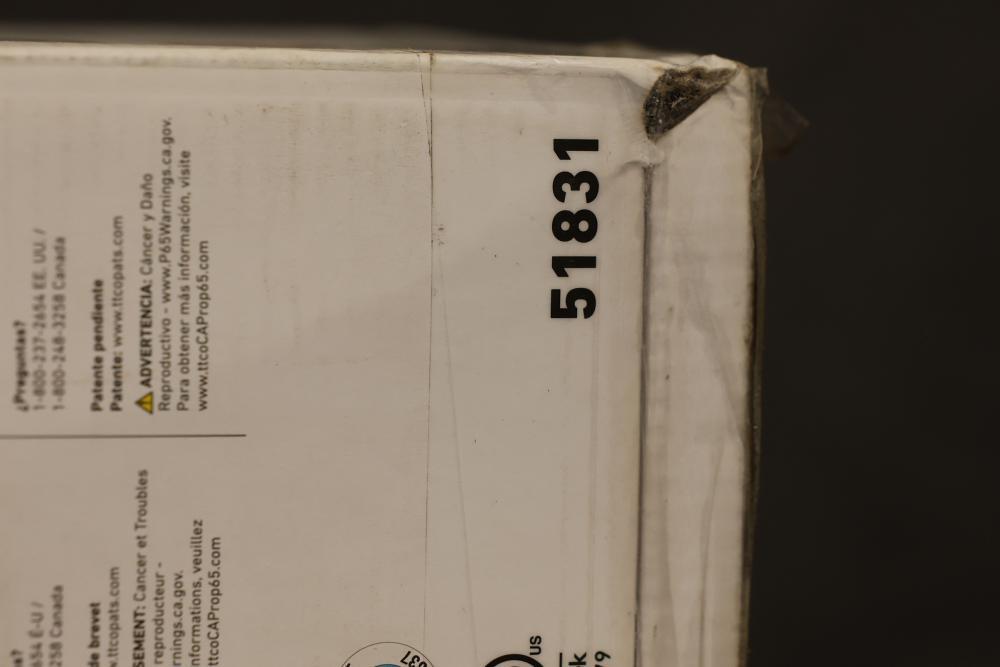 ¿Preguntas?
1-800-237-2654 EE. UU. /
1-800-248-3258 Canada
Patente pendiente
Patente: www.ttcopats.com
ADVERTENCIA: Cáncer y Daño
Reproductivo - www.P65Warnings.ca.gov.
Para obtener más información, visite
www.ttcoCAProp65.com
51831
654 E-U /
258 Canada
de brevet
.ttcopats.com
SEMENT: Cancer et Troubles
reproducteur -
rnings.ca.gov.
nformations, veuillez
ttcoCAProp65.com
US
k